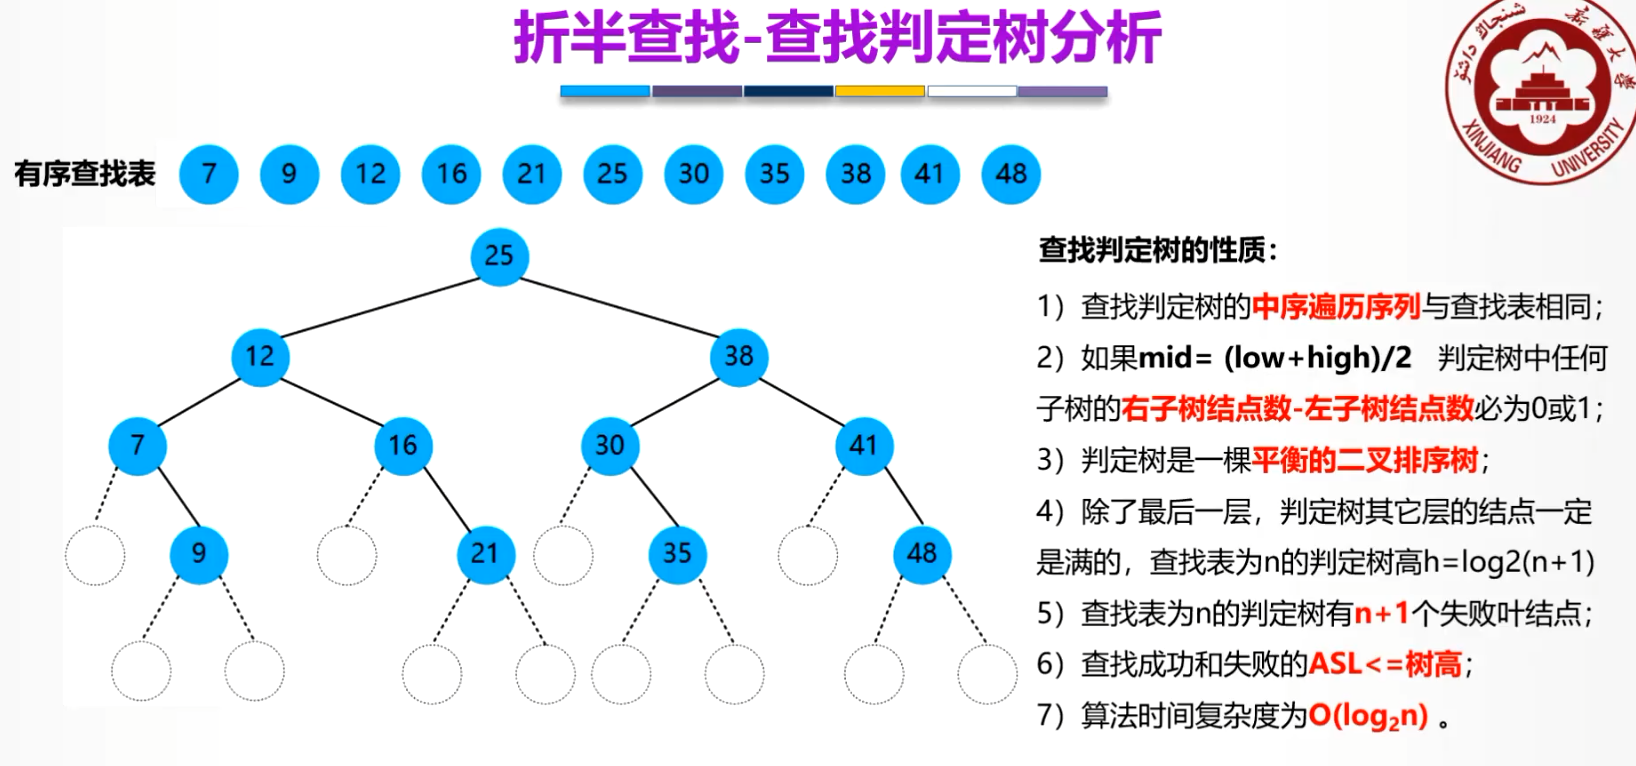 折半查找-查找判定树分析
شىنجاڭ داشۆ
新疆大学
1924
XINJIANG UNIVERSITY
有序查找表 7 9 12 16 21 25 30 35 38 41 48
25
12 38
7 16 30 41
9 21 35 48
查找判定树的性质：
1）查找判定树的中序遍历序列与查找表相同；
2）如果mid= (low+high)/2 判定树中任何
子树的右子树结点数-左子树结点数必为0或1；
3）判定树是一棵平衡的二叉排序树；
4）除了最后一层，判定树其它层的结点一定
是满的，查找表为n的判定树高h=log2(n+1)
5）查找表为n的判定树有n+1个失败叶结点；
6）查找成功和失败的ASL<=树高；
7）算法时间复杂度为O(log₂n) 。